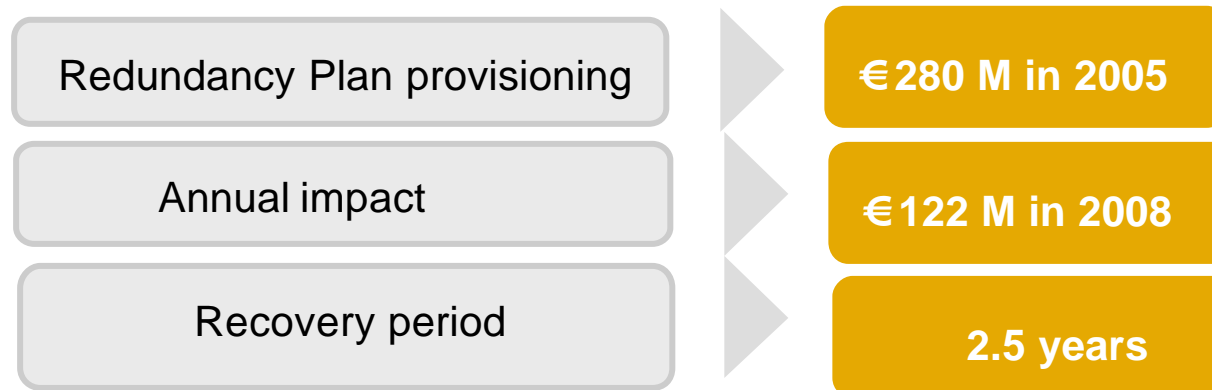 Redundancy Plan provisioning
€280 M in 2005
Annual impact
€122 M in 2008
Recovery period
2.5 years